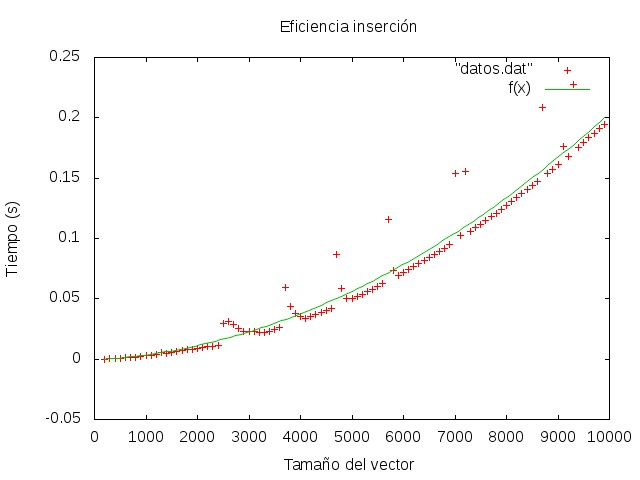 Eficiencia inserción
0.25
0.2
0.15
0.1
0.05
0
-0.05
Tiempo (s)
"datos.dat"
f(x)
0 1000 2000 3000 4000 5000 6000 7000 8000 9000 10000
Tamaño del vector